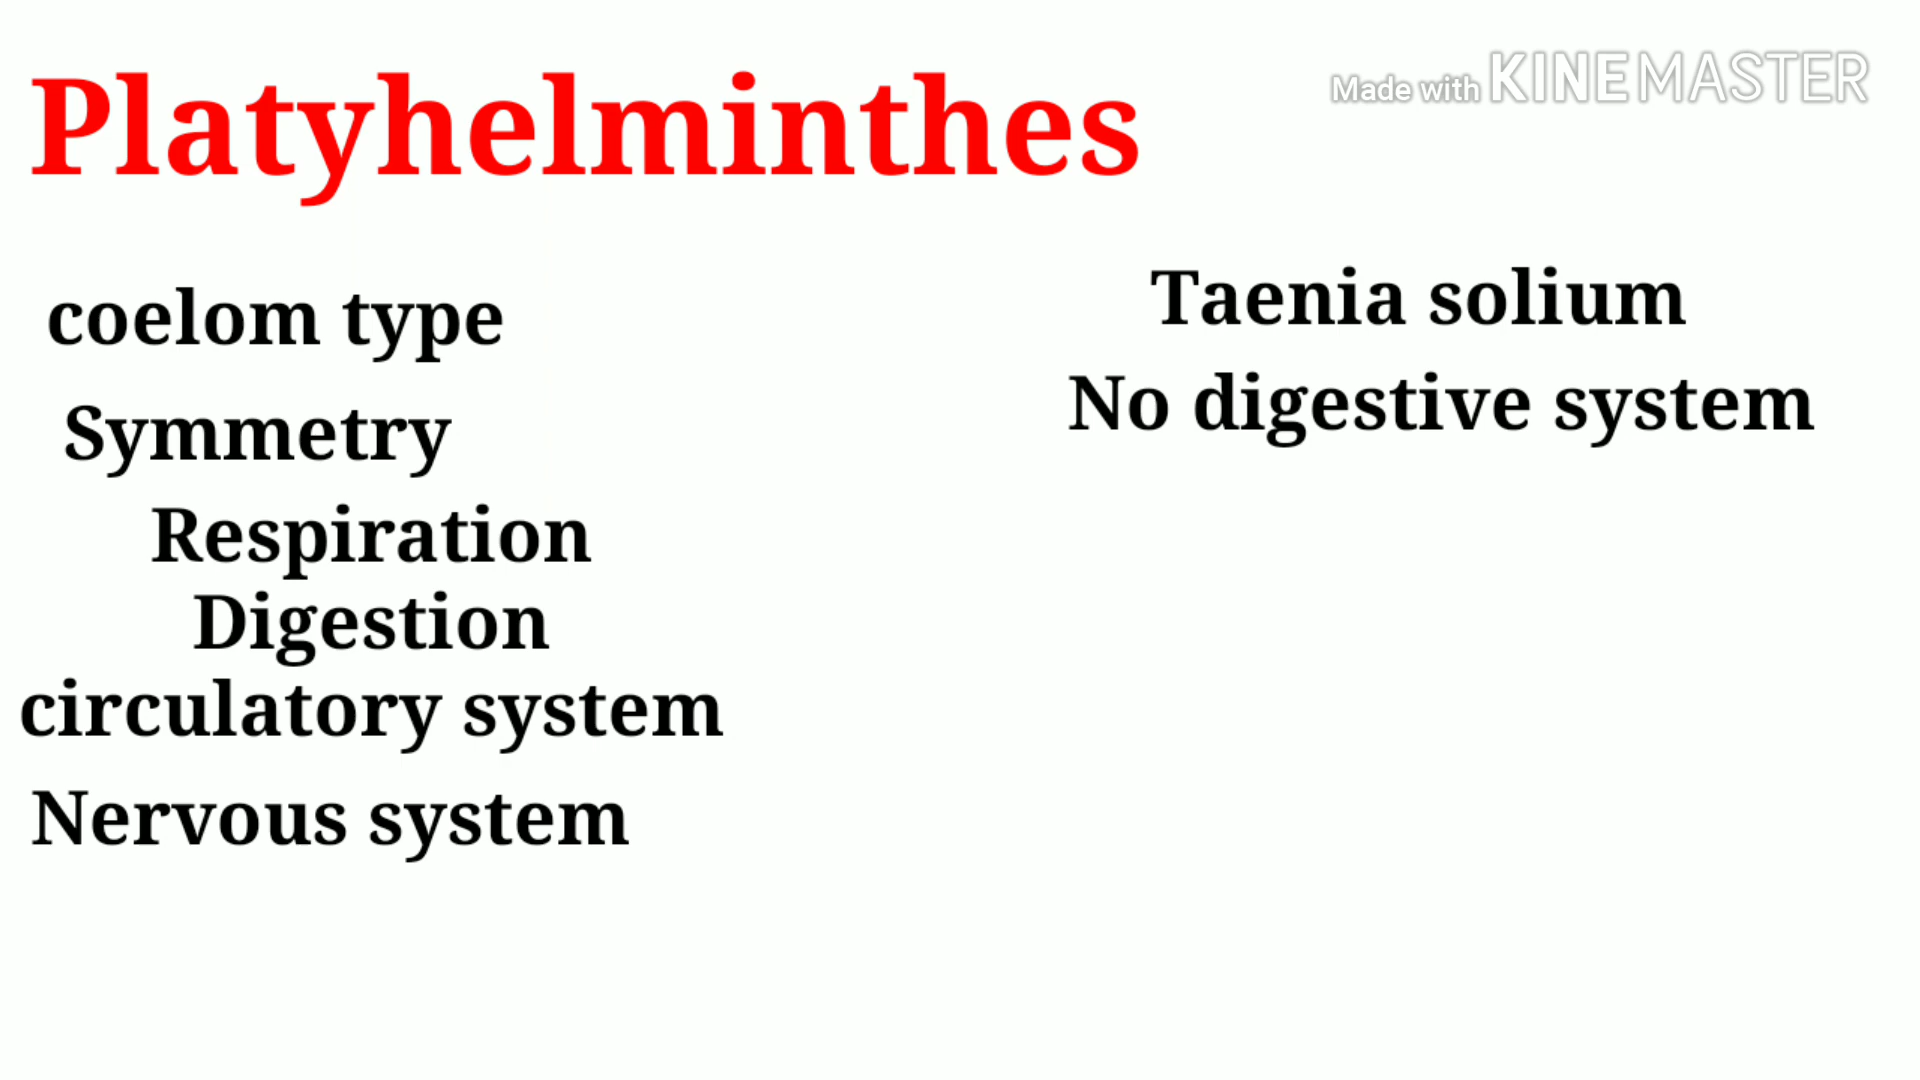 Platyhelminthes
Made with KINEMASTER
coelom type
Symmetry
Respiration
Digestion
circulatory system
Nervous system
Taenia solium
No digestive system